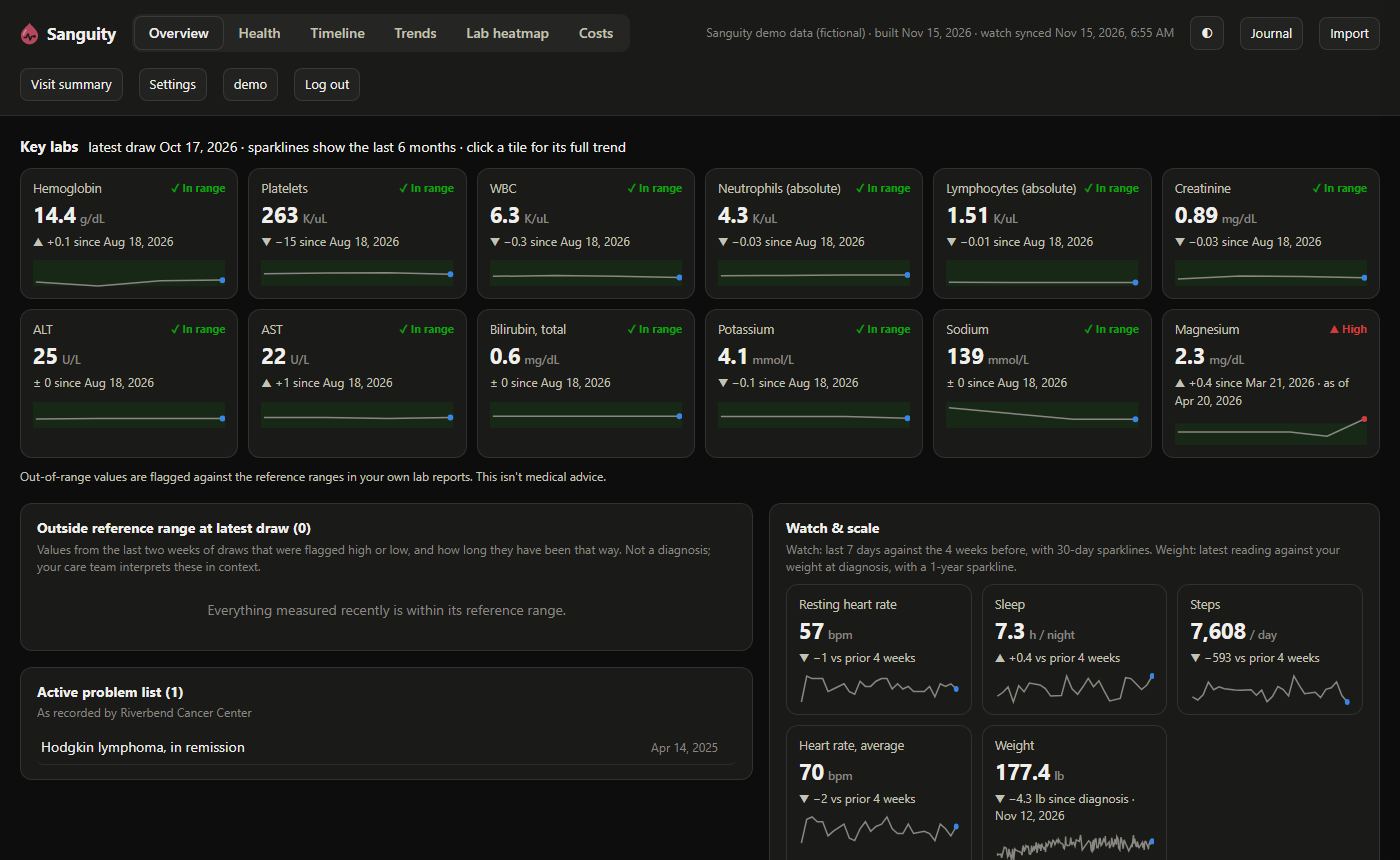 Sanguity
Overview
Health
Timeline
Trends
Lab heatmap
Costs
Sanguity demo data (fictional) · built Nov 15, 2026 · watch synced Nov 15, 2026, 6:55 AM
Journal
Import
Visit summary
Settings
demo
Log out
Key labs latest draw Oct 17, 2026 · sparklines show the last 6 months · click a tile for its full trend
Hemoglobin ✓ In range
14.4 g/dL
▲ +0.1 since Aug 18, 2026
Platelets ✓ In range
263 K/uL
▼ −15 since Aug 18, 2026
WBC ✓ In range
6.3 K/uL
▼ −0.3 since Aug 18, 2026
Neutrophils (absolute) ✓ In range
4.3 K/uL
▼ −0.03 since Aug 18, 2026
Lymphocytes (absolute) ✓ In range
1.51 K/uL
▼ −0.01 since Aug 18, 2026
Creatinine ✓ In range
0.89 mg/dL
▼ −0.03 since Aug 18, 2026
ALT ✓ In range
25 U/L
± 0 since Aug 18, 2026
AST ✓ In range
22 U/L
▲ +1 since Aug 18, 2026
Bilirubin, total ✓ In range
0.6 mg/dL
± 0 since Aug 18, 2026
Potassium ✓ In range
4.1 mmol/L
▼ −0.1 since Aug 18, 2026
Sodium ✓ In range
139 mmol/L
± 0 since Aug 18, 2026
Magnesium ▲ High
2.3 mg/dL
▲ +0.4 since Mar 21, 2026 · as of
Apr 20, 2026
Out-of-range values are flagged against the reference ranges in your own lab reports. This isn't medical advice.
Outside reference range at latest draw (0)
Values from the last two weeks of draws that were flagged high or low, and how long they have been that way. Not a diagnosis;
your care team interprets these in context.
Everything measured recently is within its reference range.
Active problem list (1)
As recorded by Riverbend Cancer Center
Hodgkin lymphoma, in remission Apr 14, 2025
Watch & scale
Watch: last 7 days against the 4 weeks before, with 30-day sparklines. Weight: latest reading against your
weight at diagnosis, with a 1-year sparkline.
Resting heart rate
57 bpm
▼ −1 vs prior 4 weeks
Sleep
7.3 h / night
▲ +0.4 vs prior 4 weeks
Steps
7,608 / day
▼ −593 vs prior 4 weeks
Heart rate, average
70 bpm
▼ −2 vs prior 4 weeks
Weight
177.4 lb
▼ −4.3 lb since diagnosis ·
Nov 12, 2026